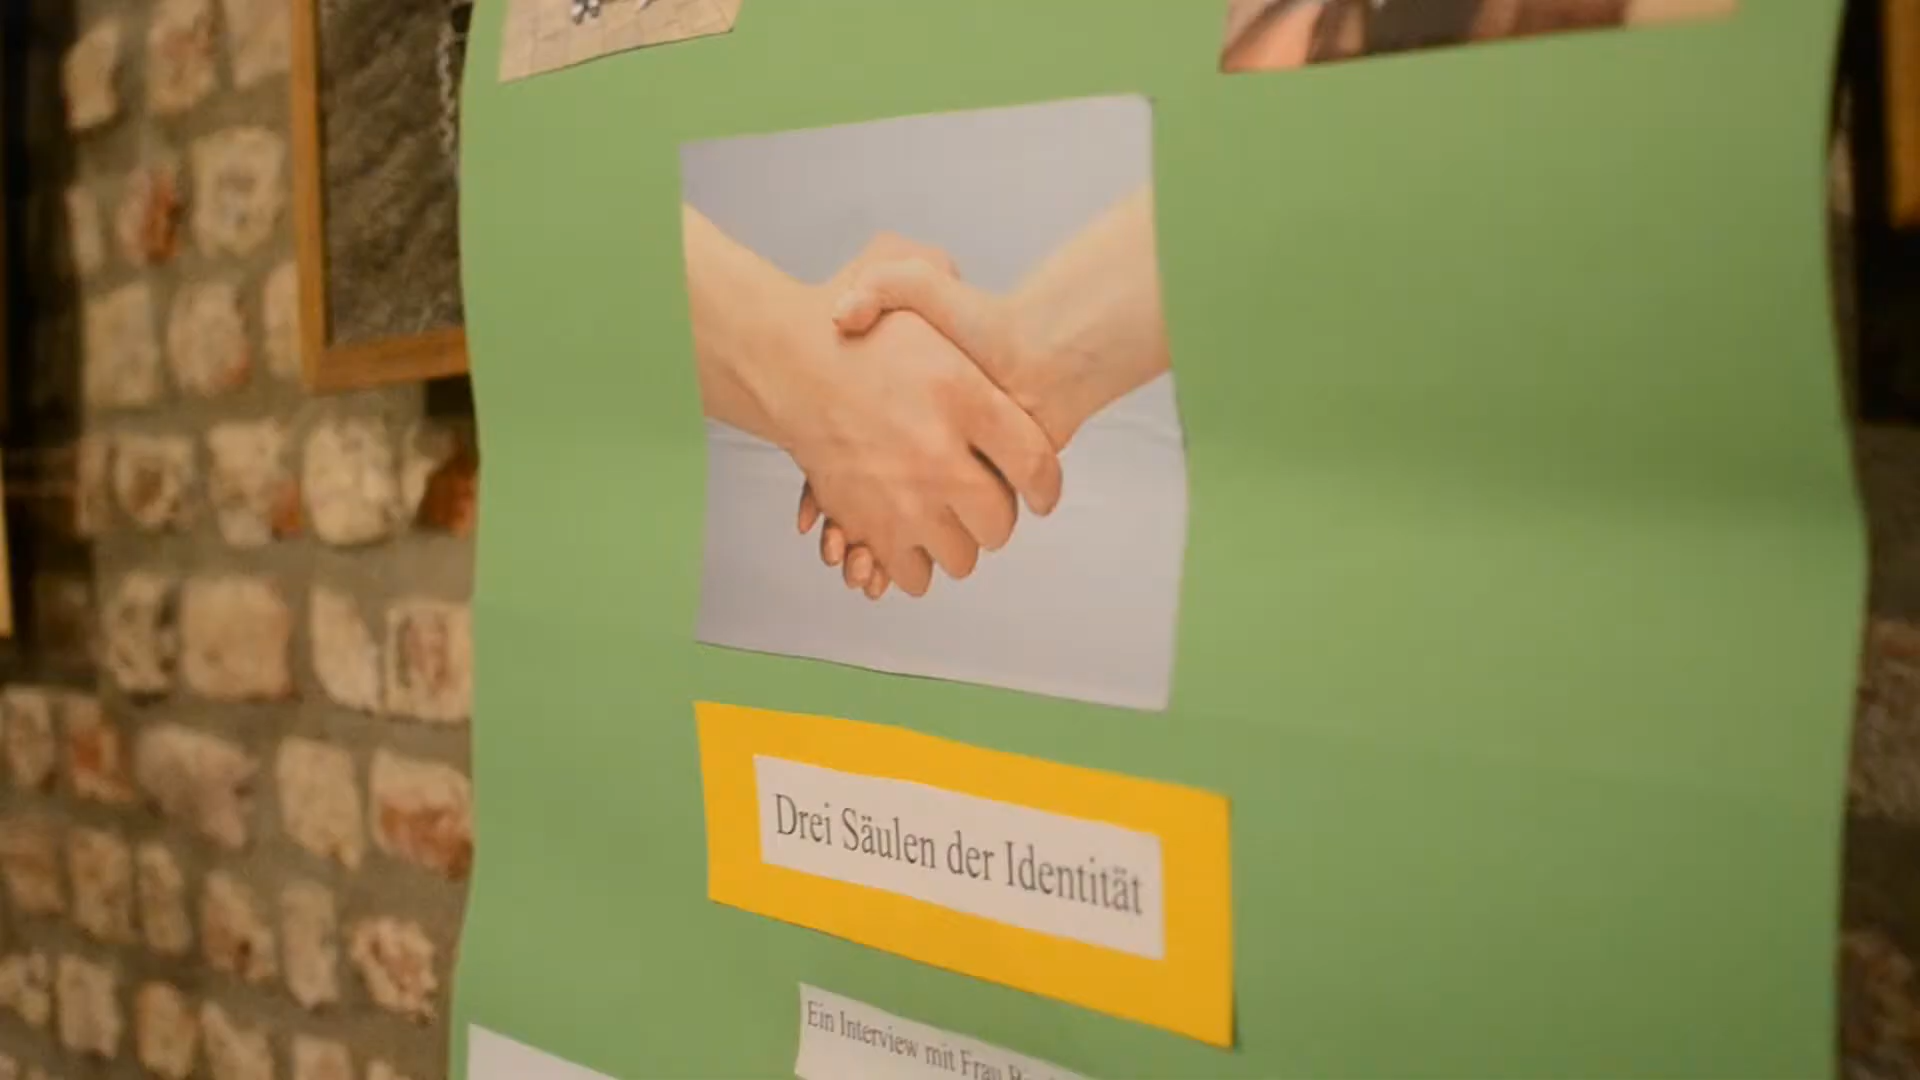 Drei Säulen der Identität
Ein Interview mit Frau